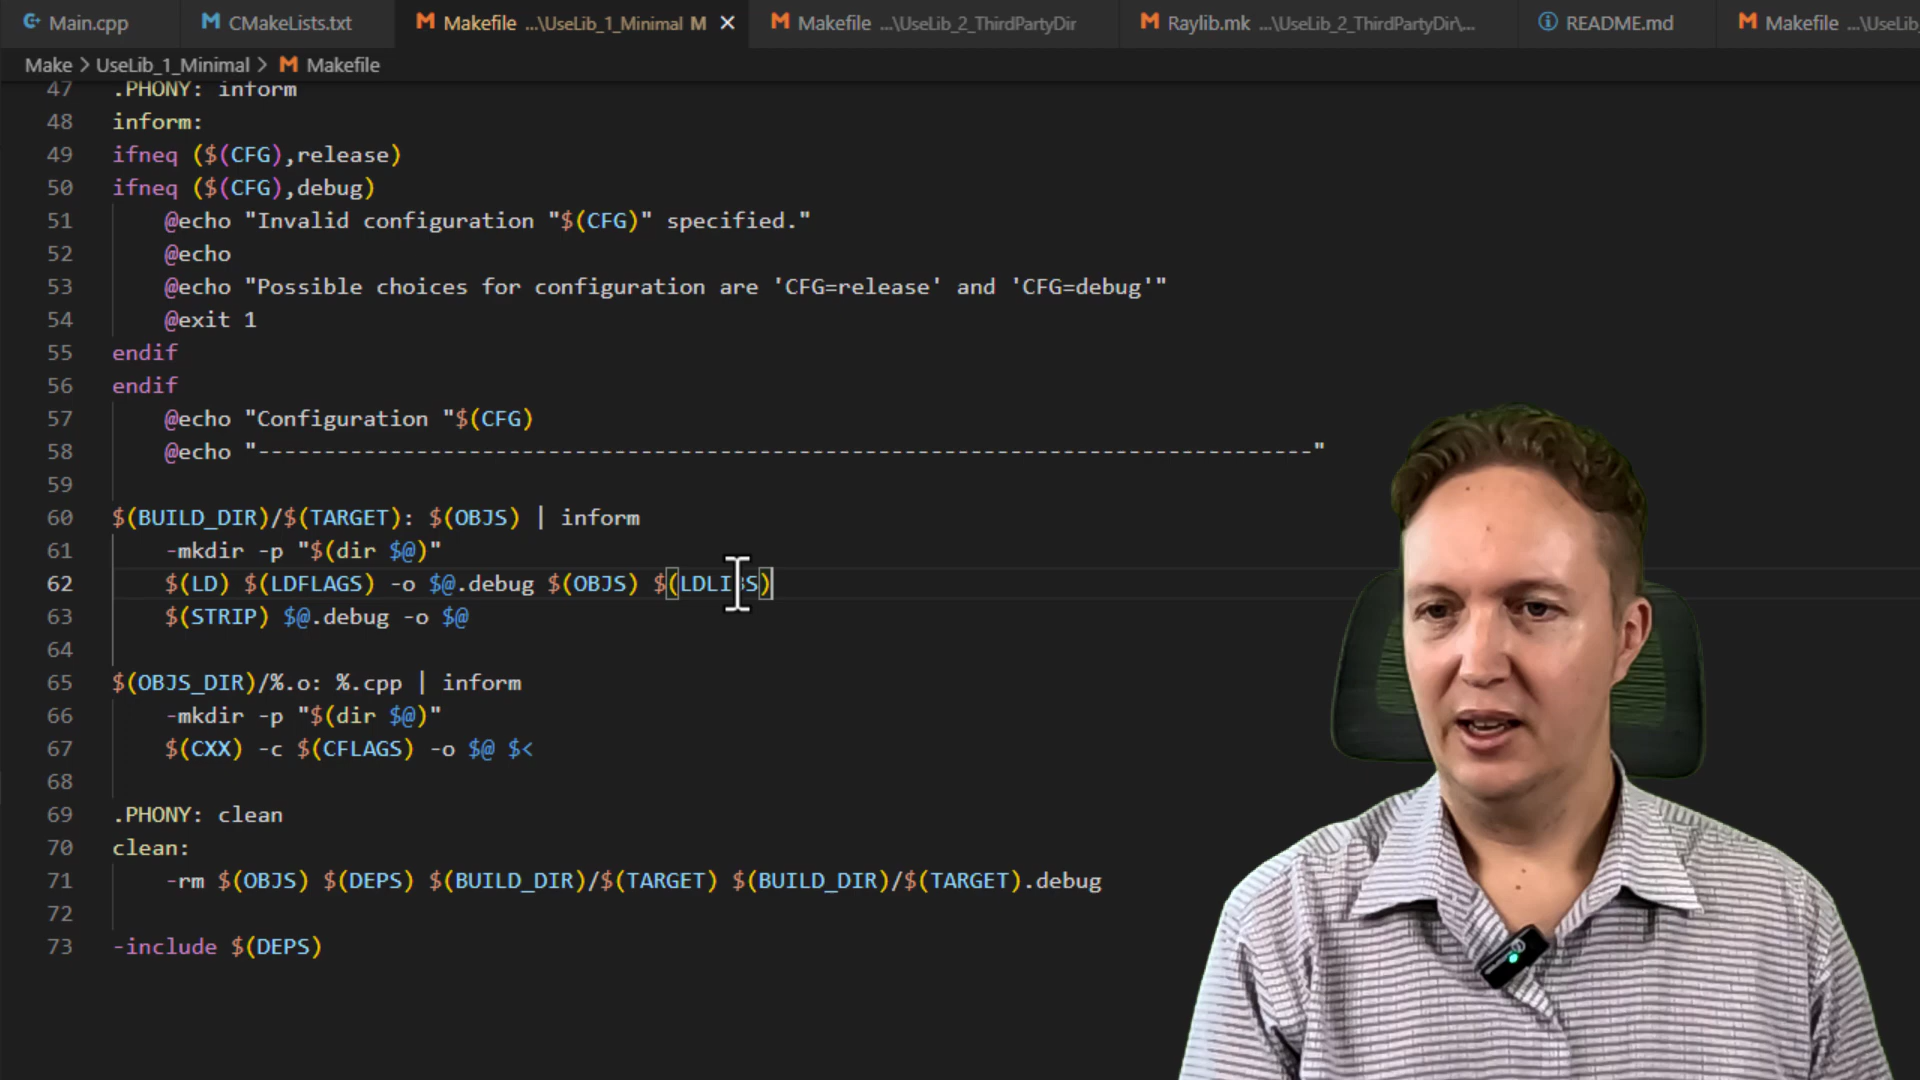 Main.cpp
CMakeLists.txt
Makefile ...\UseLib_1_Minimal M
Makefile ...\UseLib_2_ThirdPartyDir
Raylib.mk ...\UseLib_2_ThirdPartyDir\...
README.md
Makefile ...\UseLib
Make > UseLib_1_Minimal > Makefile
47 .PHONY: inform
48 inform:
49 ifneq ($(CFG),release)
50 ifneq ($(CFG),debug)
51 @echo "Invalid configuration "$(CFG)" specified."
52 @echo
53 @echo "Possible choices for configuration are 'CFG=release' and 'CFG=debug'"
54 @exit 1
55 endif
56 endif
57 @echo "Configuration "$(CFG)
58 @echo "--------------------------------------------------------------------------------"
59
60 $(BUILD_DIR)/$(TARGET): $(OBJS) | inform
61 -mkdir -p "$(dir $@)"
62 $(LD) $(LDFLAGS) -o $@.debug $(OBJS) $(LDLIBS)
63 $(STRIP) $@.debug -o $@
64
65 $(OBJS_DIR)/%.o: %.cpp | inform
66 -mkdir -p "$(dir $@)"
67 $(CXX) -c $(CFLAGS) -o $@ $<
68
69 .PHONY: clean
70 clean:
71 -rm $(OBJS) $(DEPS) $(BUILD_DIR)/$(TARGET) $(BUILD_DIR)/$(TARGET).debug
72
73 -include $(DEPS)